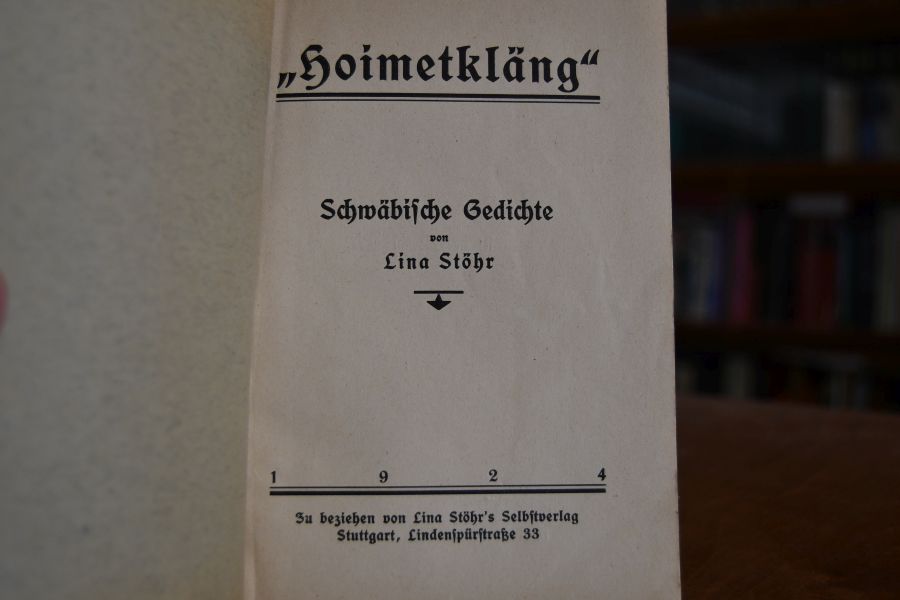 „Hoimetkläng“
Schwäbiſche Gedichte
von
Lina Stöhr
1 9 2 4
Zu beziehen von Lina Stöhr's Selbſtverlag
Stuttgart, Lindenſpürſtraße 33